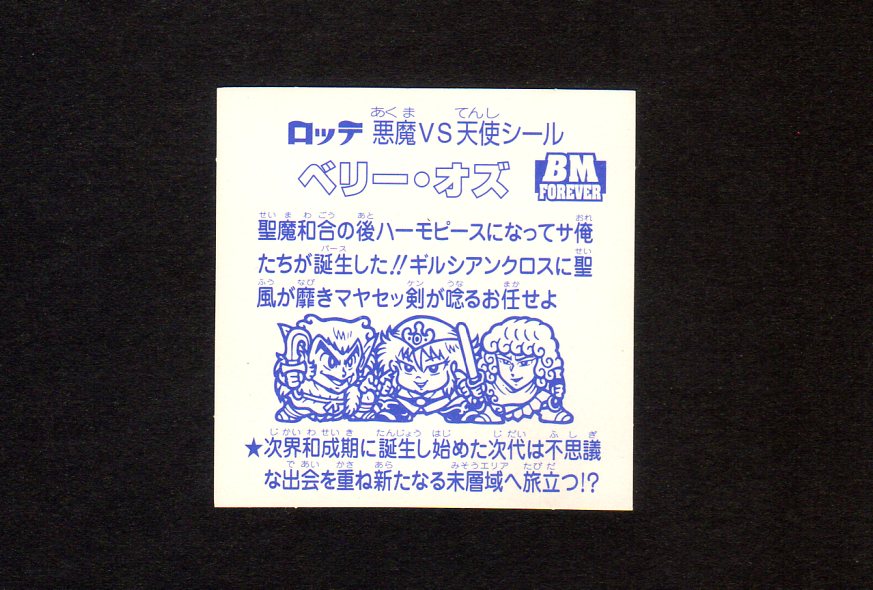 ロッテ 悪魔VS天使シール
ベリー・オズ
BM
FOREVER
聖魔和合の後ハーモピースになってサ俺
たちが誕生した!!ギルシアンクロスに聖
風が靡きマヤセッ剣が唸るお任せよ
★次界和成期に誕生し始めた次代は不思議
な出会を重ね新たなる末層域へ旅立つ!?